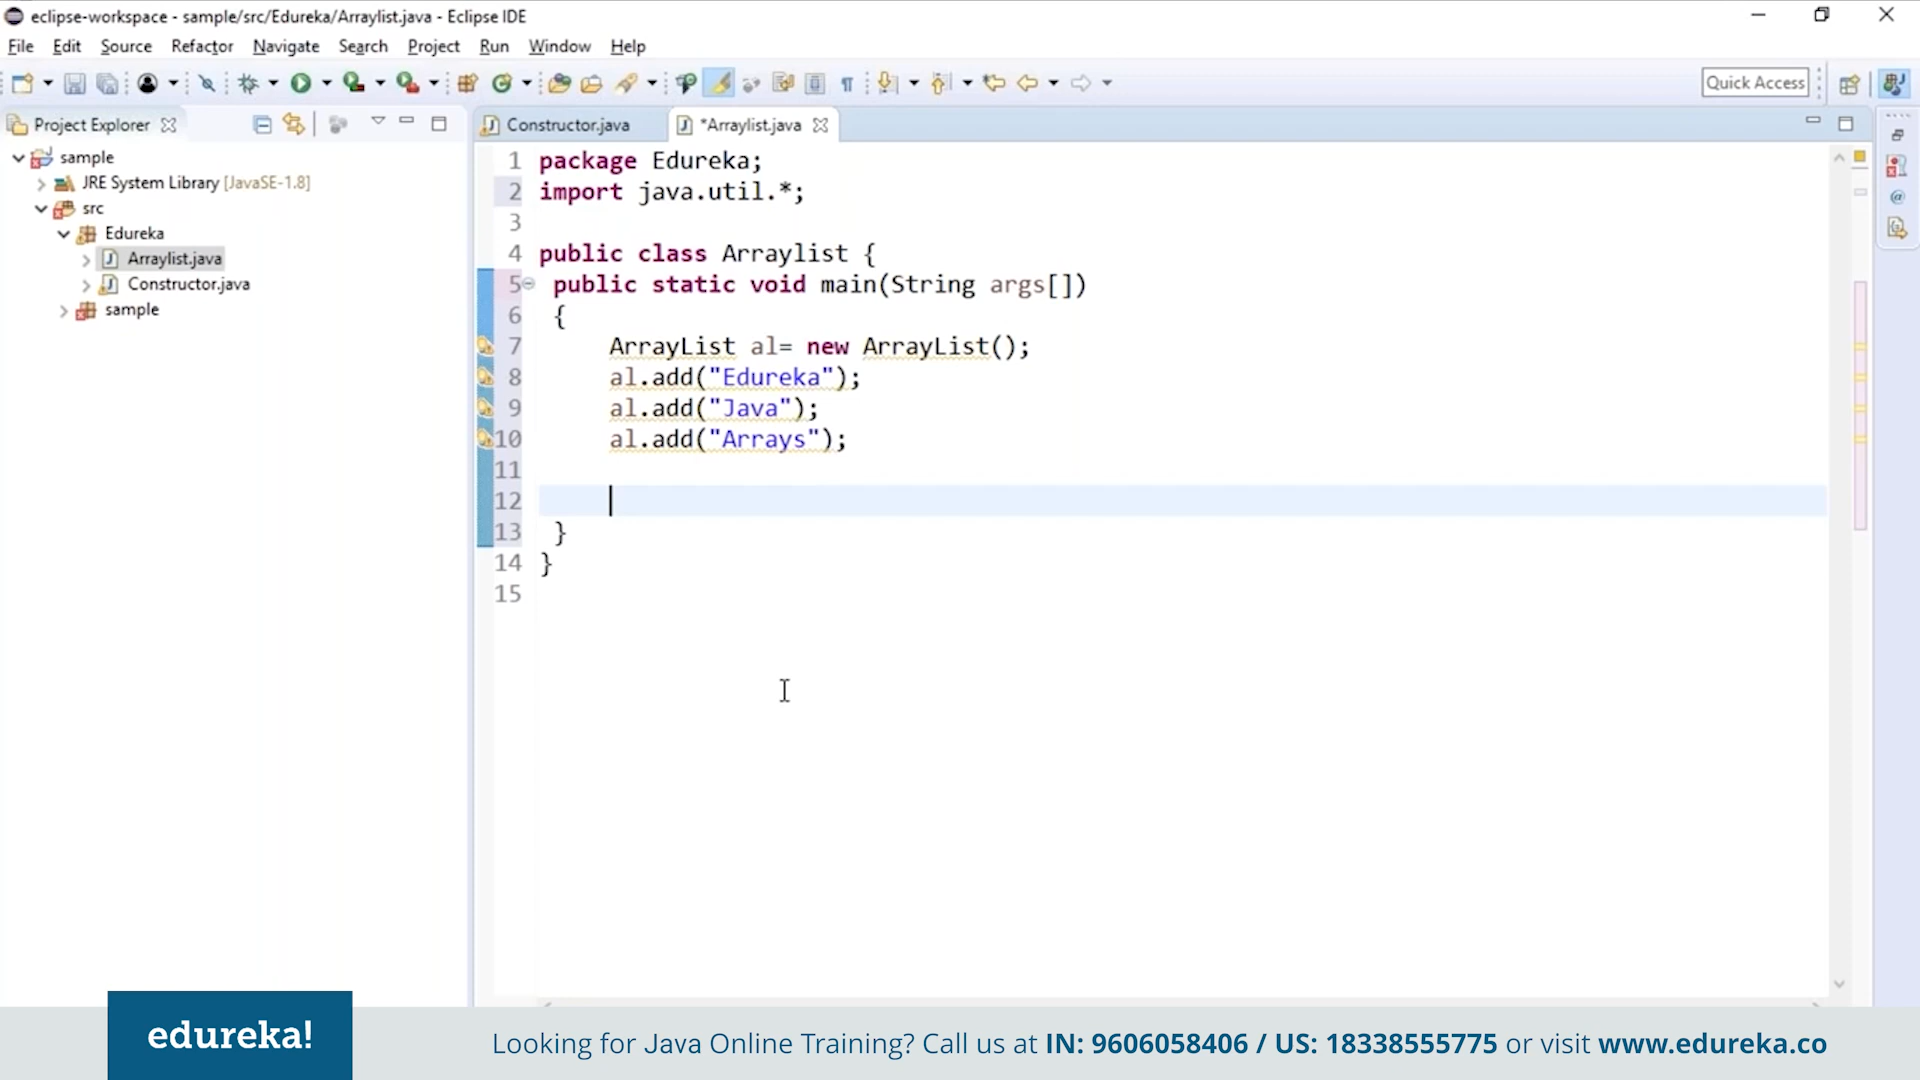 eclipse-workspace - sample/src/Edureka/Arraylist.java - Eclipse IDE
File Edit Source Refactor Navigate Search Project Run Window Help
Quick Access
Project Explorer
Constructor.java
*Arraylist.java
sample
JRE System Library [JavaSE-1.8]
src
Edureka
Arraylist.java
Constructor.java
sample
1 package Edureka;
2 import java.util.*;
3
4 public class Arraylist {
5 public static void main(String args[])
6 {
7 ArrayList al= new ArrayList();
8 al.add("Edureka");
9 al.add("Java");
10 al.add("Arrays");
11
12
13 }
14 }
15
edureka!
Looking for Java Online Training? Call us at IN: 9606058406 / US: 18338555775 or visit www.edureka.co